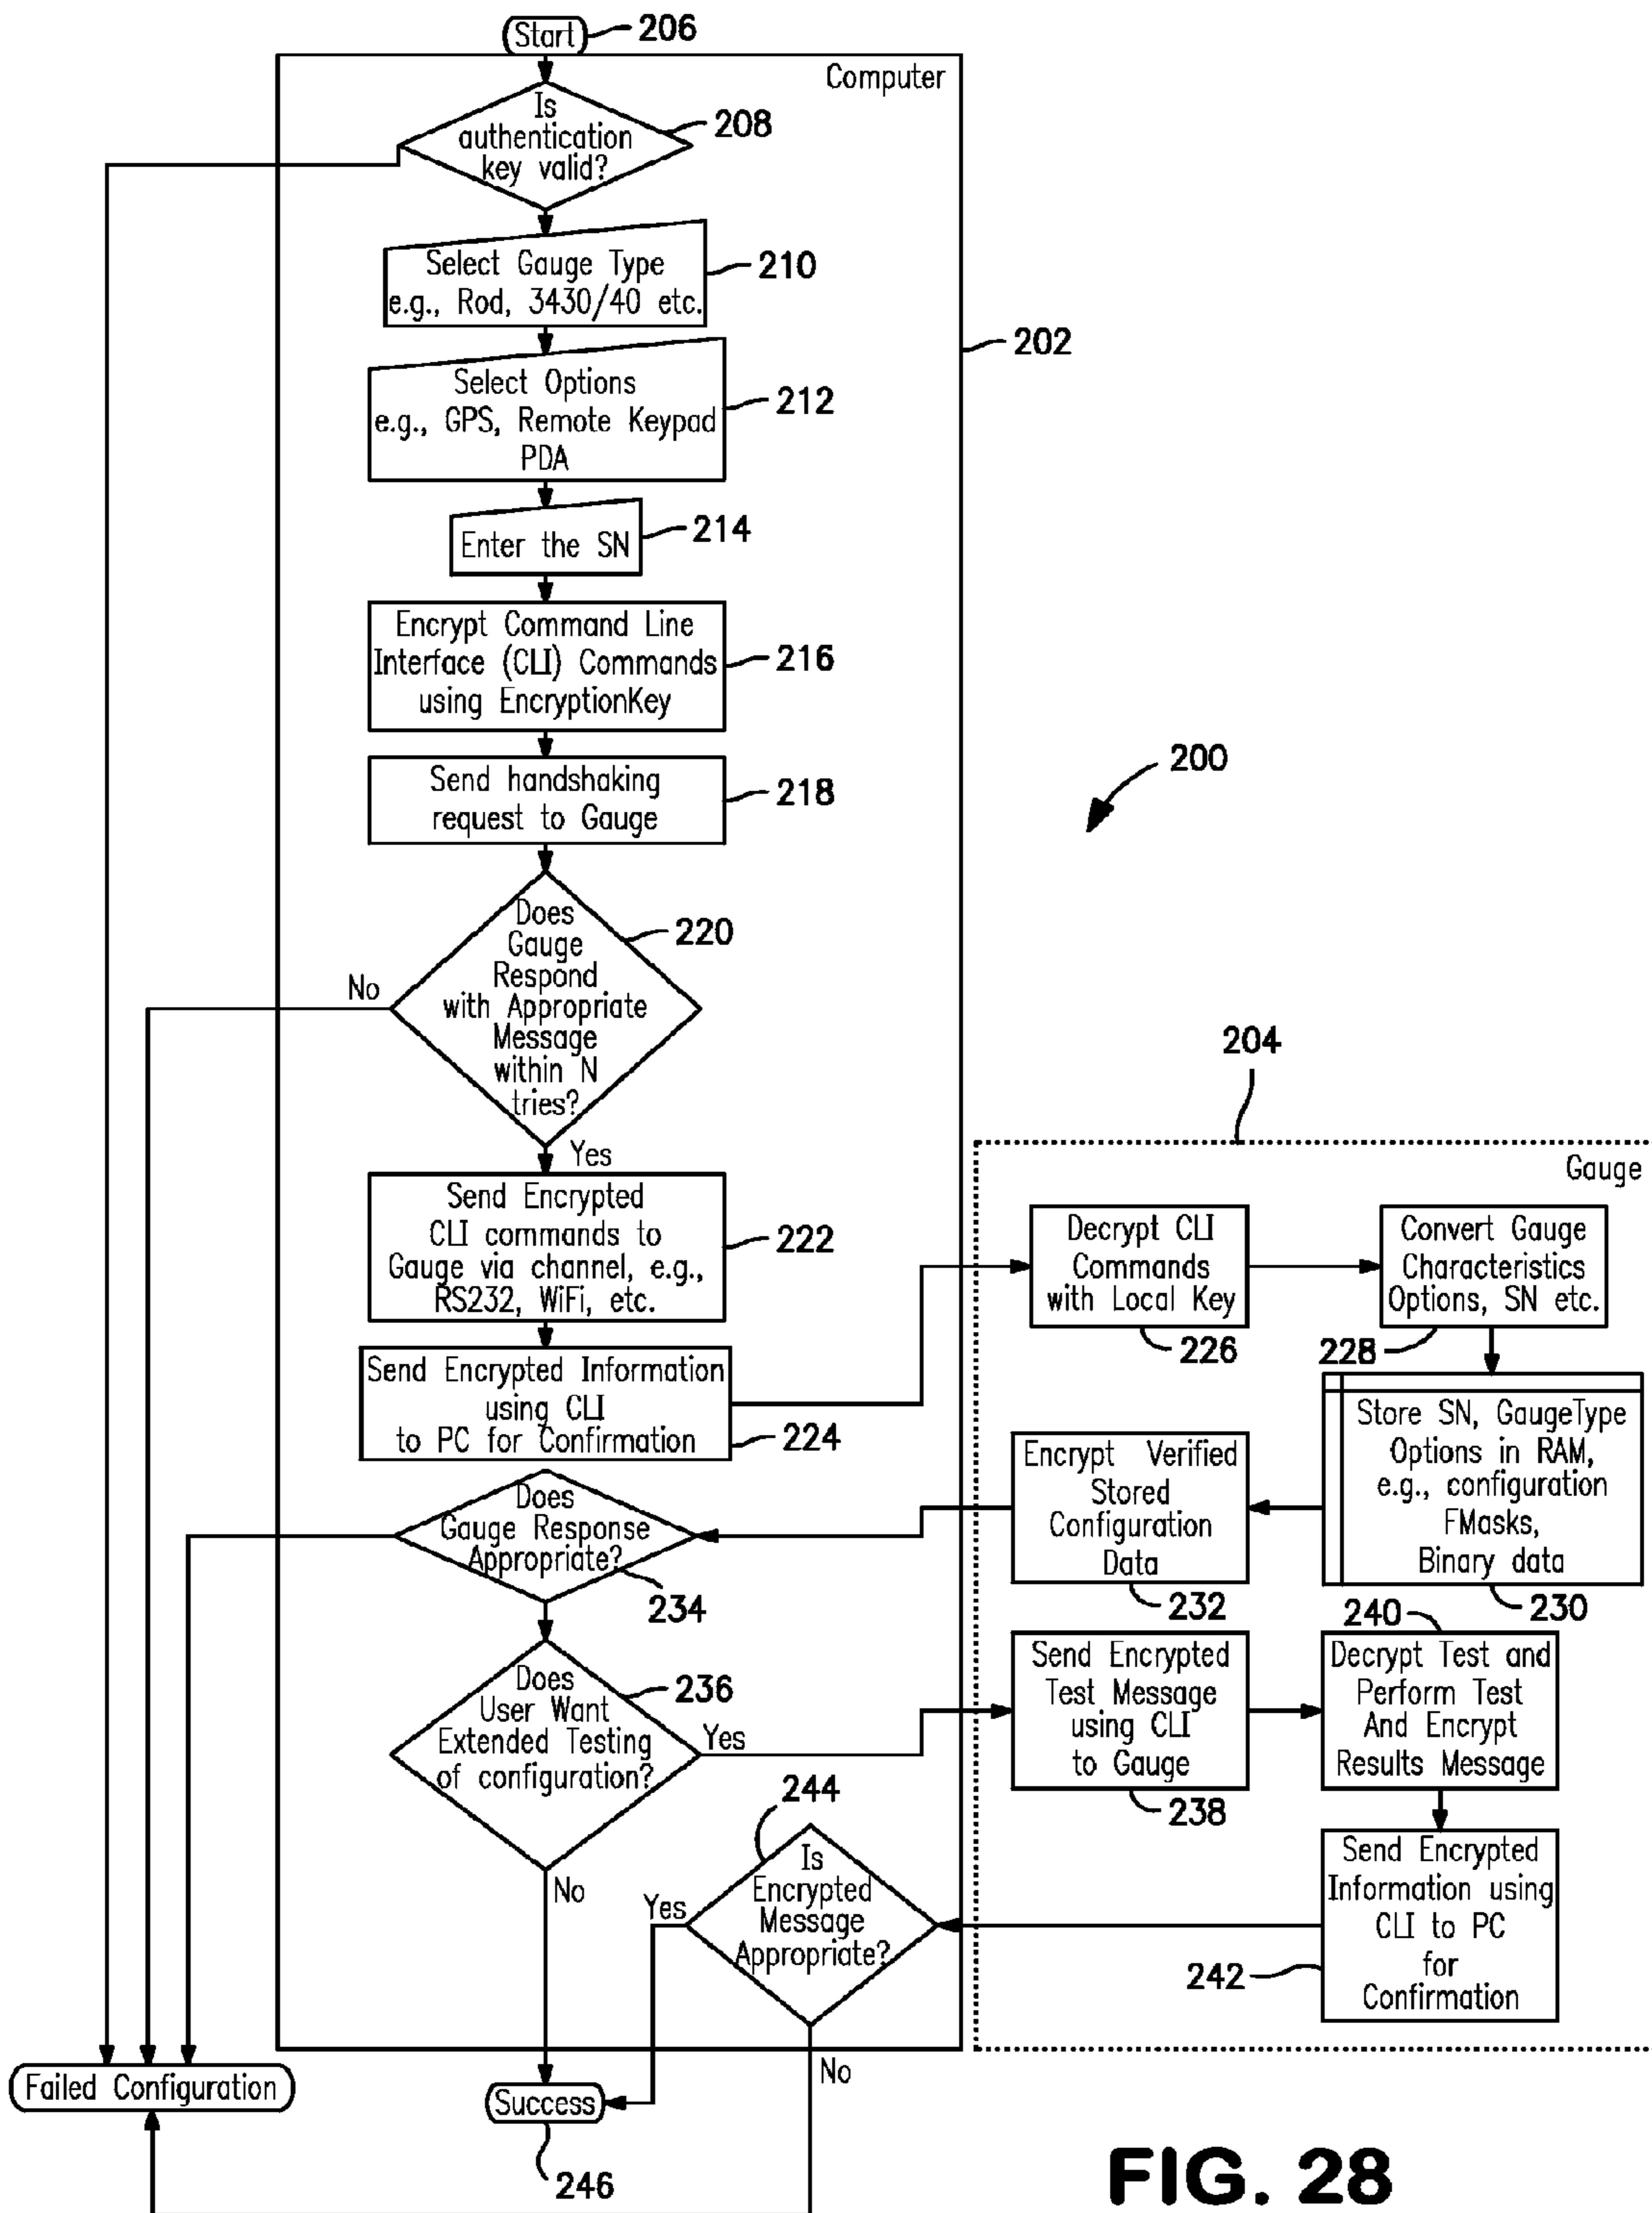 Start
206
Computer
Is
authentication
key valid?
208
Select Gauge Type
e.g., Rod, 3430/40 etc.
210
202
Select Options
e.g., GPS, Remote Keypad
PDA
212
Enter the SN
214
Encrypt Command Line
Interface (CLI) Commands
using EncryptionKey
216
Send handshaking
request to Gauge
218
200
Does
Gauge
Respond
with Appropriate
Message
within N
tries?
220
No
Yes
204
Gauge
Send Encrypted
CLI commands to
Gauge via channel, e.g.,
RS232, WiFi, etc.
222
Send Encrypted Information
using CLI
to PC for Confirmation
224
Decrypt CLI
Commands
with Local Key
226
Convert Gauge
Characteristics
Options, SN etc.
228
Store SN, GaugeType
Options in RAM,
e.g., configuration
FMasks,
Binary data
230
Encrypt Verified
Stored
Configuration
Data
232
Does
Gauge Response
Appropriate?
234
Does
User Want
Extended Testing
of configuration?
236
Yes
No
Send Encrypted
Test Message
using CLI
to Gauge
238
240
Decrypt Test and
Perform Test
And Encrypt
Results Message
Send Encrypted
Information using
CLI to PC
for
Confirmation
242
244
Is
Encrypted
Message
Appropriate?
Yes
No
Failed Configuration
Success
246
FIG. 28